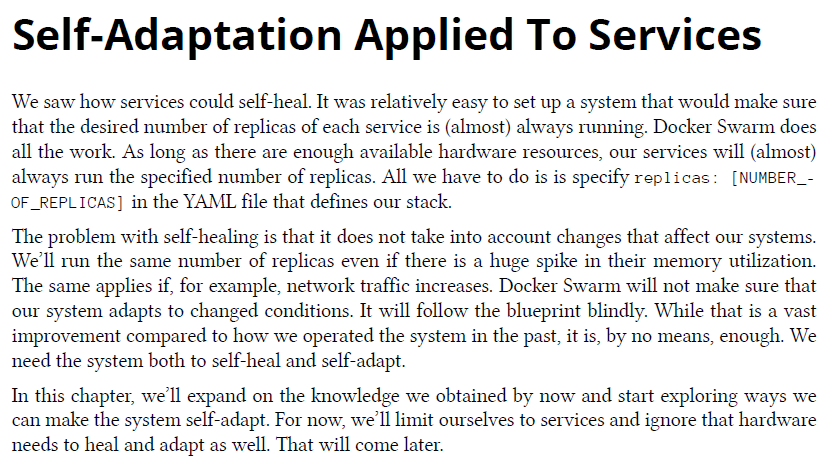 Self-Adaptation Applied To Services
We saw how services could self-heal. It was relatively easy to set up a system that would make sure
that the desired number of replicas of each service is (almost) always running. Docker Swarm does
all the work. As long as there are enough available hardware resources, our services will (almost)
always run the specified number of replicas. All we have to do is is specify replicas: [NUMBER_-
OF_REPLICAS] in the YAML file that defines our stack.
The problem with self-healing is that it does not take into account changes that affect our systems.
We'll run the same number of replicas even if there is a huge spike in their memory utilization.
The same applies if, for example, network traffic increases. Docker Swarm will not make sure that
our system adapts to changed conditions. It will follow the blueprint blindly. While that is a vast
improvement compared to how we operated the system in the past, it is, by no means, enough. We
need the system both to self-heal and self-adapt.
In this chapter, we'll expand on the knowledge we obtained by now and start exploring ways we
can make the system self-adapt. For now, we'll limit ourselves to services and ignore that hardware
needs to heal and adapt as well. That will come later.